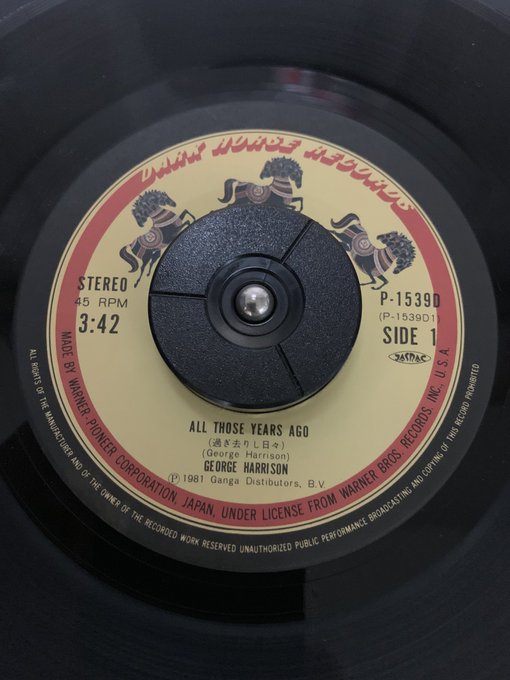 DARK HORSE RECORDS
STEREO
45 RPM
3:42
P-1539D
(P-1539D1)
SIDE 1
JASRAC
ALL THOSE YEARS AGO
(過ぎ去りし日々)
(George Harrison)
GEORGE HARRISON
Ⓟ 1981 Ganga Distibutors, B.V.
MADE BY WARNER-PIONEER CORPORATION, JAPAN, UNDER LICENSE FROM WARNER BROS. RECORDS. INC., U.S.A.
ALL RIGHTS OF THE MANUFACTURER AND OF THE OWNER OF THE RECORDED WORK RESERVED UNAUTHORIZED PUBLIC PERFORMANCE BROADCASTING AND COPYING OF THIS RECORD PROHIBITED